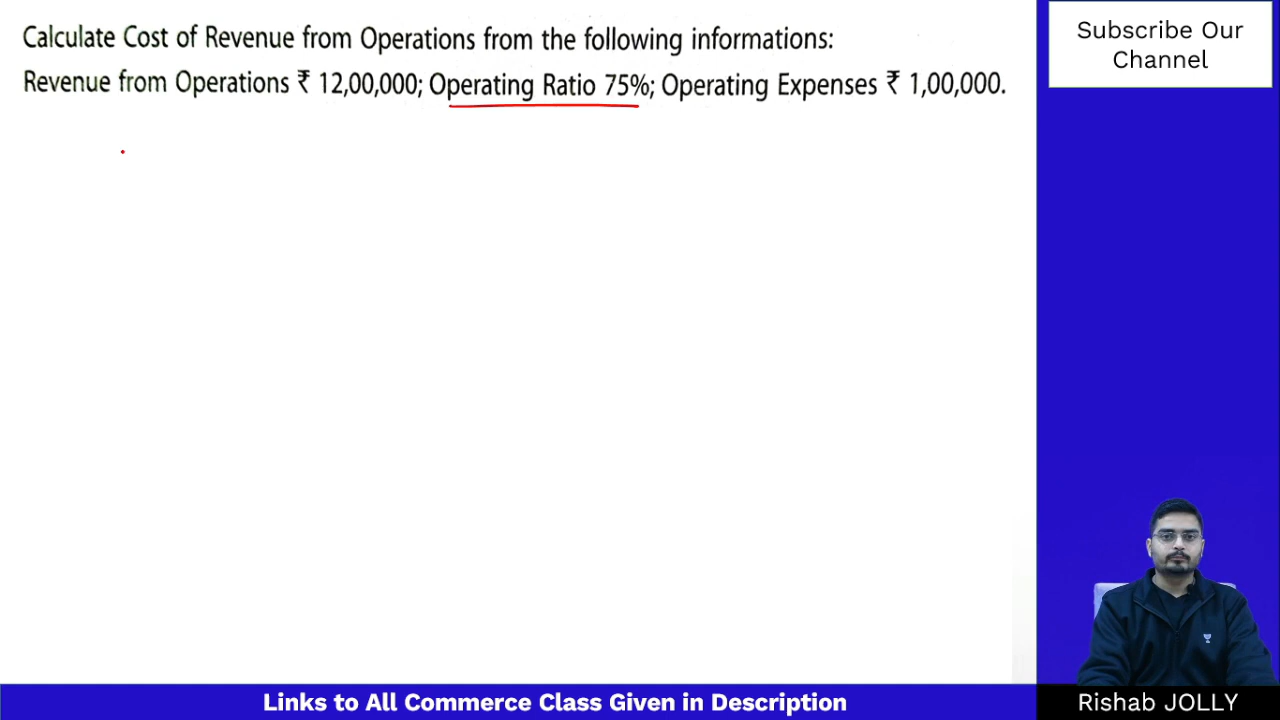 Calculate Cost of Revenue from Operations from the following informations:
Revenue from Operations ₹ 12,00,000; Operating Ratio 75%; Operating Expenses ₹ 1,00,000.
Subscribe Our
Channel
Links to All Commerce Class Given in Description
Rishab JOLLY